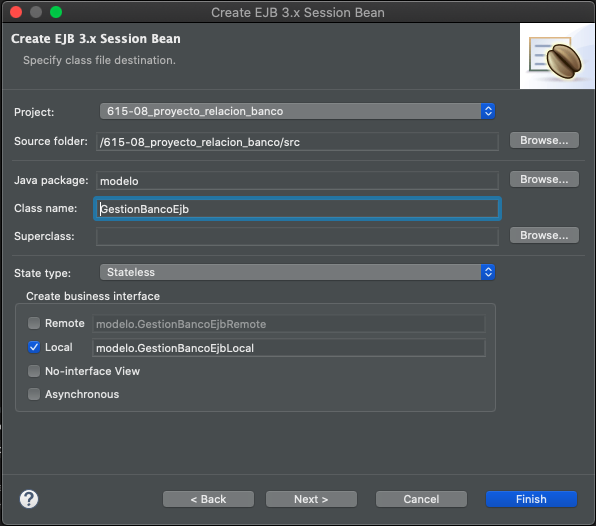 Create EJB 3.x Session Bean
Create EJB 3.x Session Bean
Specify class file destination.
Project: 615-08_proyecto_relacion_banco
Source folder: /615-08_proyecto_relacion_banco/src Browse...
Java package: modelo Browse...
Class name: GestionBancoEjb
Superclass: Browse...
State type: Stateless
Create business interface
Remote modelo.GestionBancoEjbRemote
Local modelo.GestionBancoEjbLocal
No-interface View
Asynchronous
? < Back Next > Cancel Finish